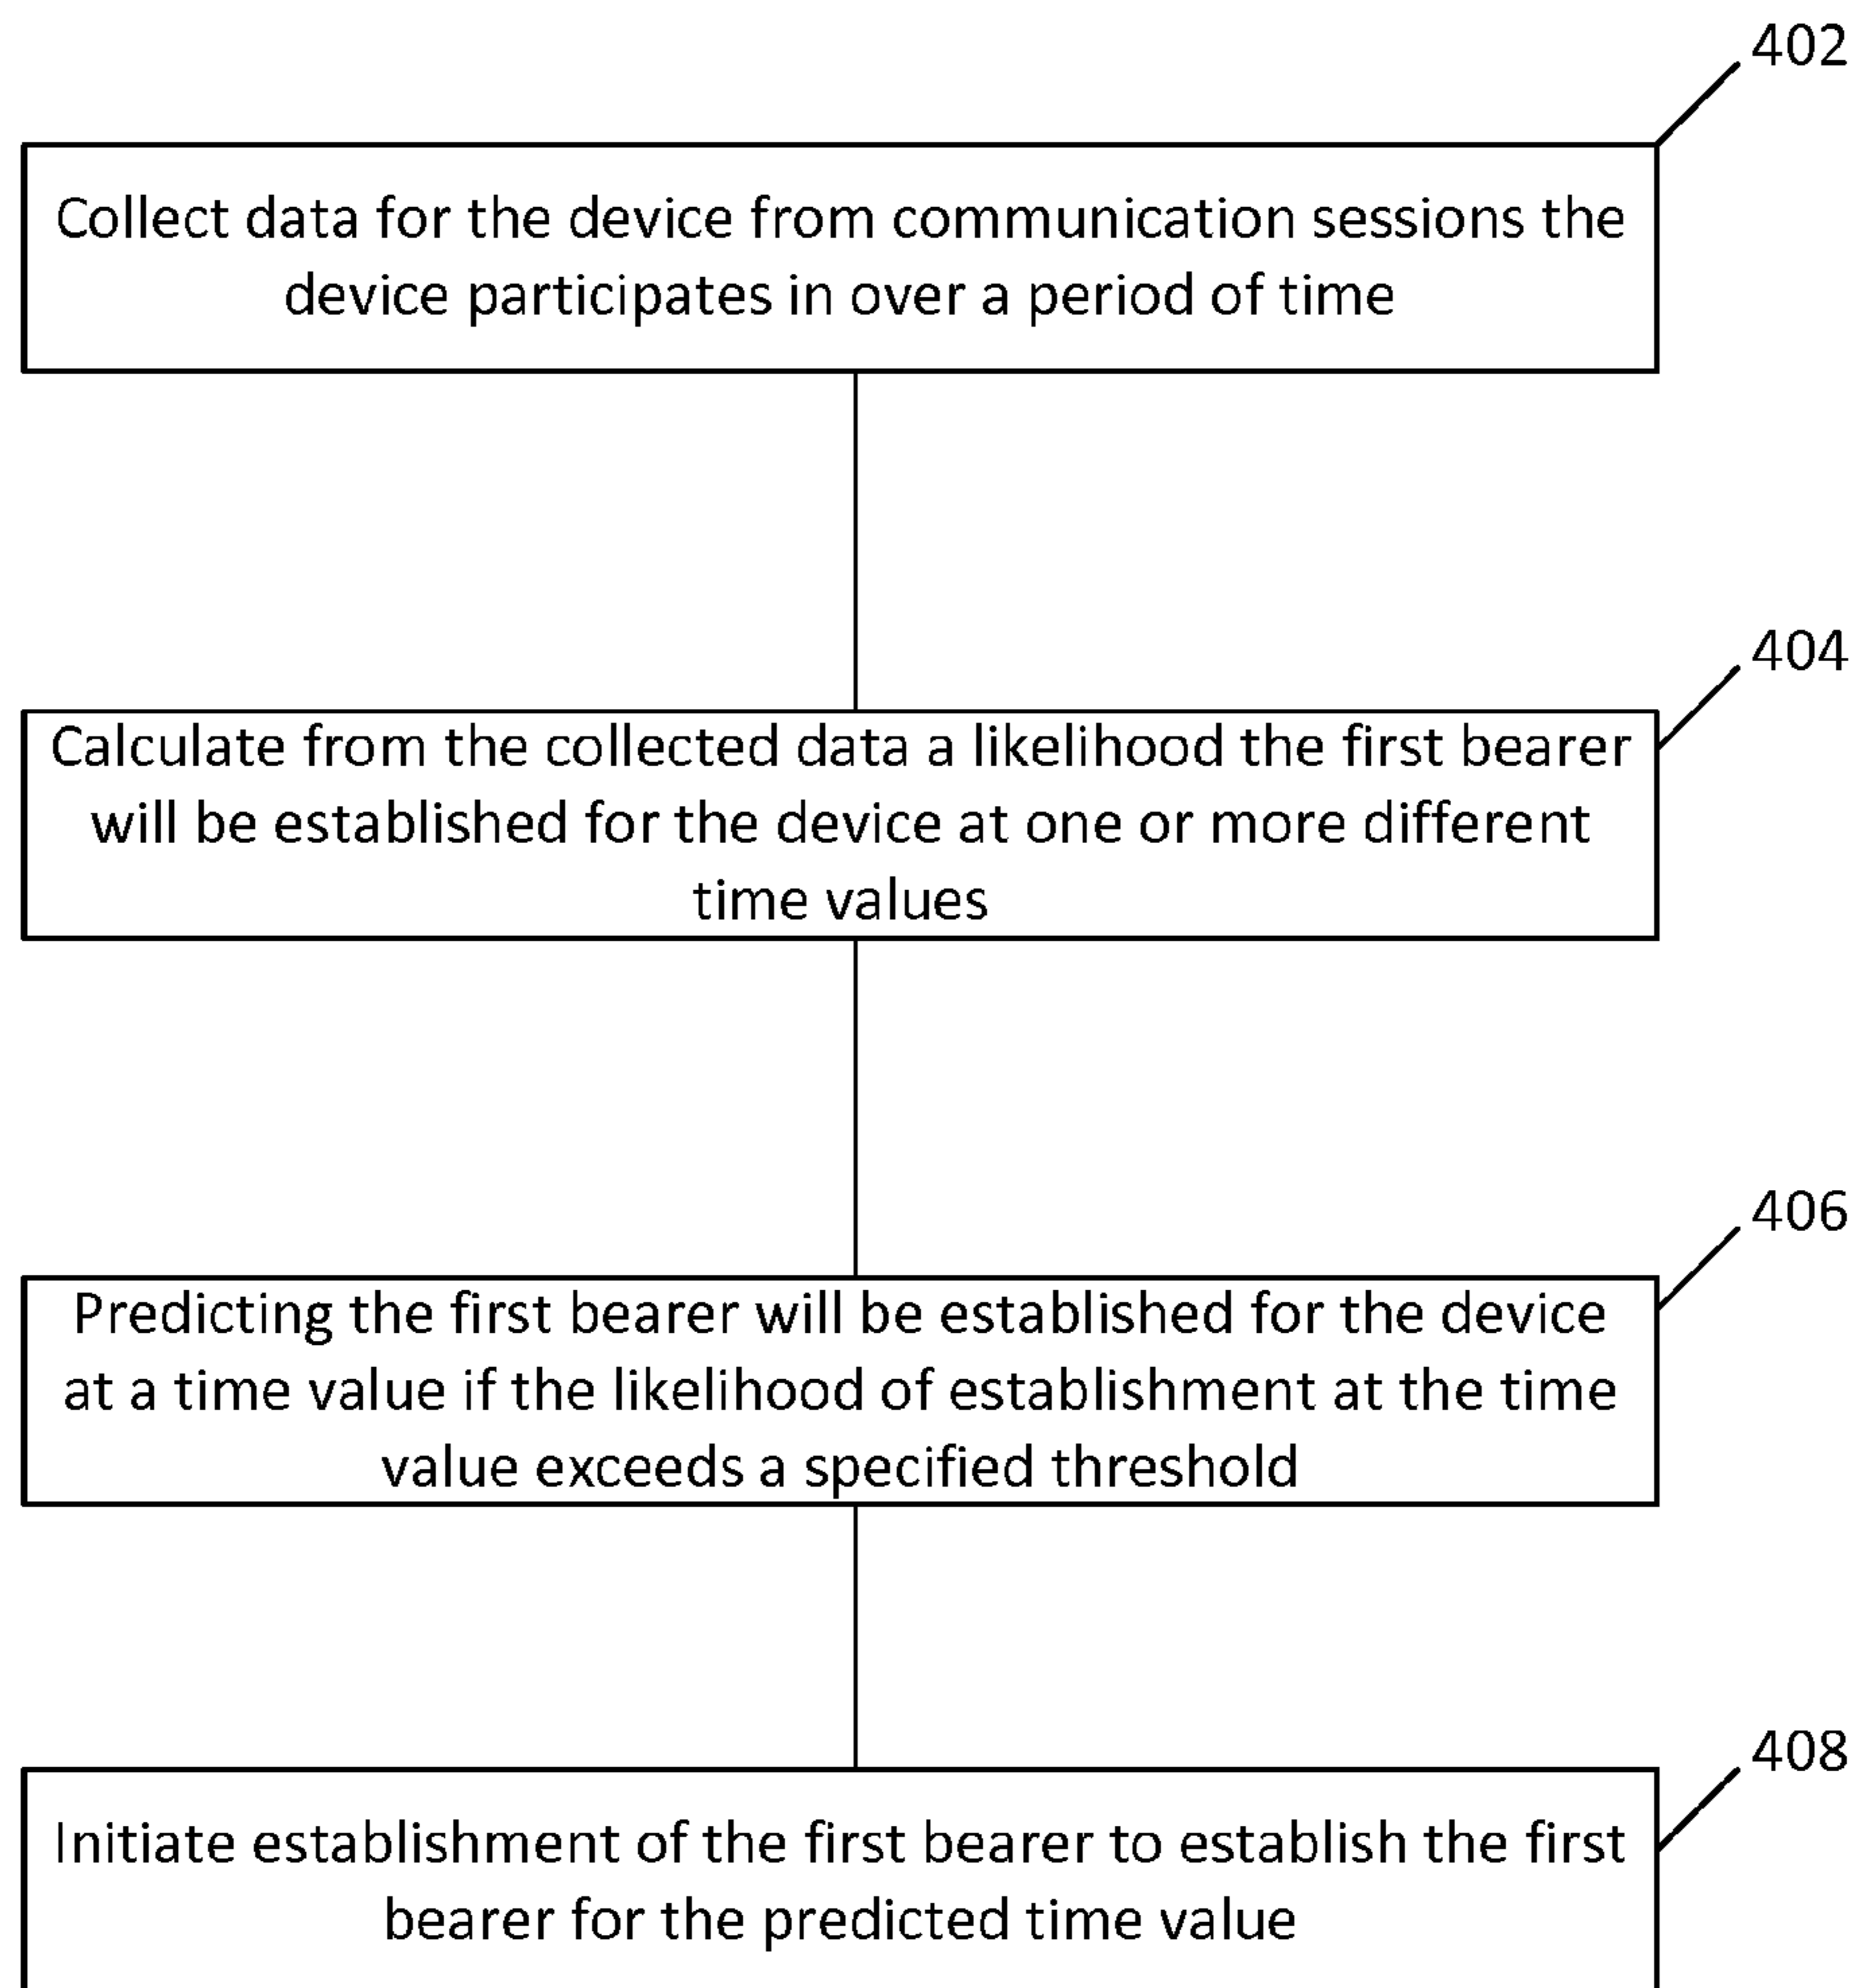 402
Collect data for the device from communication sessions the
device participates in over a period of time
404
Calculate from the collected data a likelihood the first bearer
will be established for the device at one or more different
time values
406
Predicting the first bearer will be established for the device
at a time value if the likelihood of establishment at the time
value exceeds a specified threshold
408
Initiate establishment of the first bearer to establish the first
bearer for the predicted time value